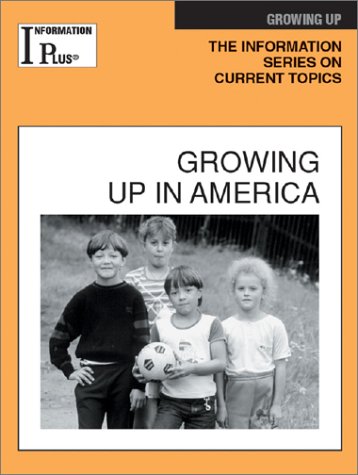 INFORMATION
PLUS®
GROWING UP
THE INFORMATION
SERIES ON
CURRENT TOPICS
GROWING
UP IN AMERICA